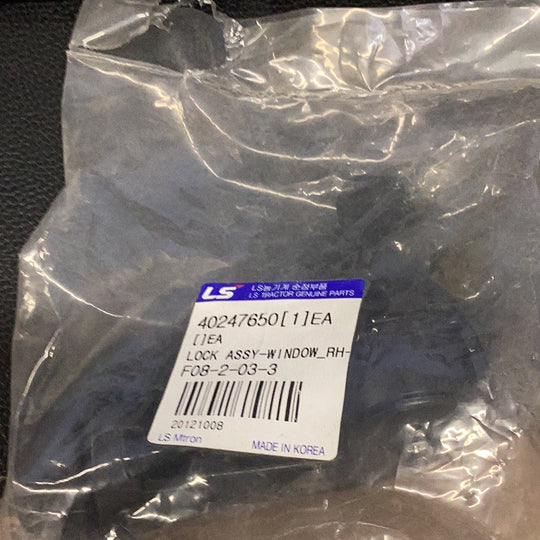 LS LS농기계 순정부품
LS TRACTOR GENUINE PARTS
40247650[1]EA
[]EA
LOCK ASSY-WINDOW_RH-
F08-2-03-3
20121008
LS Mtron MADE IN KOREA